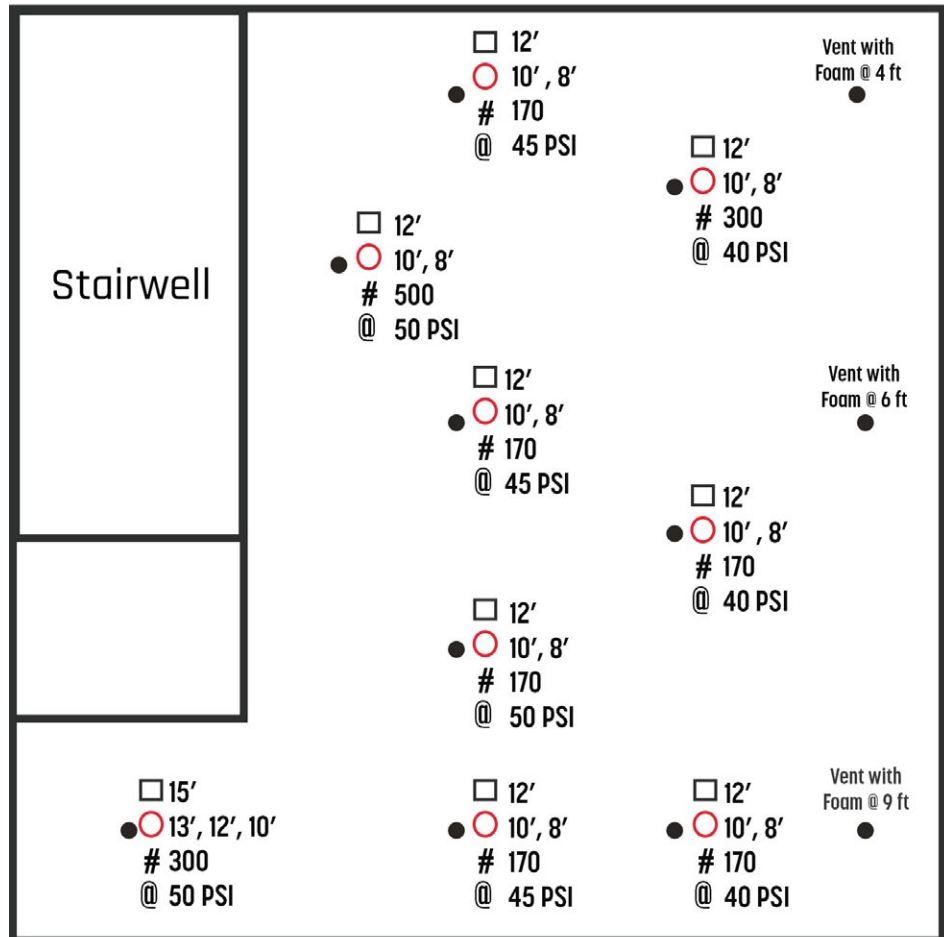 12'
10' , 8'
# 170
@ 45 PSI
Vent with
Foam @ 4 ft
12'
10', 8'
# 300
@ 40 PSI
Stairwell
12'
10', 8'
# 500
@ 50 PSI
12'
10', 8'
# 170
@ 45 PSI
Vent with
Foam @ 6 ft
12'
10' , 8'
# 170
@ 40 PSI
12'
10', 8'
# 170
@ 50 PSI
15'
13', 12', 10'
# 300
@ 50 PSI
12'
10', 8'
# 170
@ 45 PSI
12'
10', 8'
# 170
@ 40 PSI
Vent with
Foam @ 9 ft